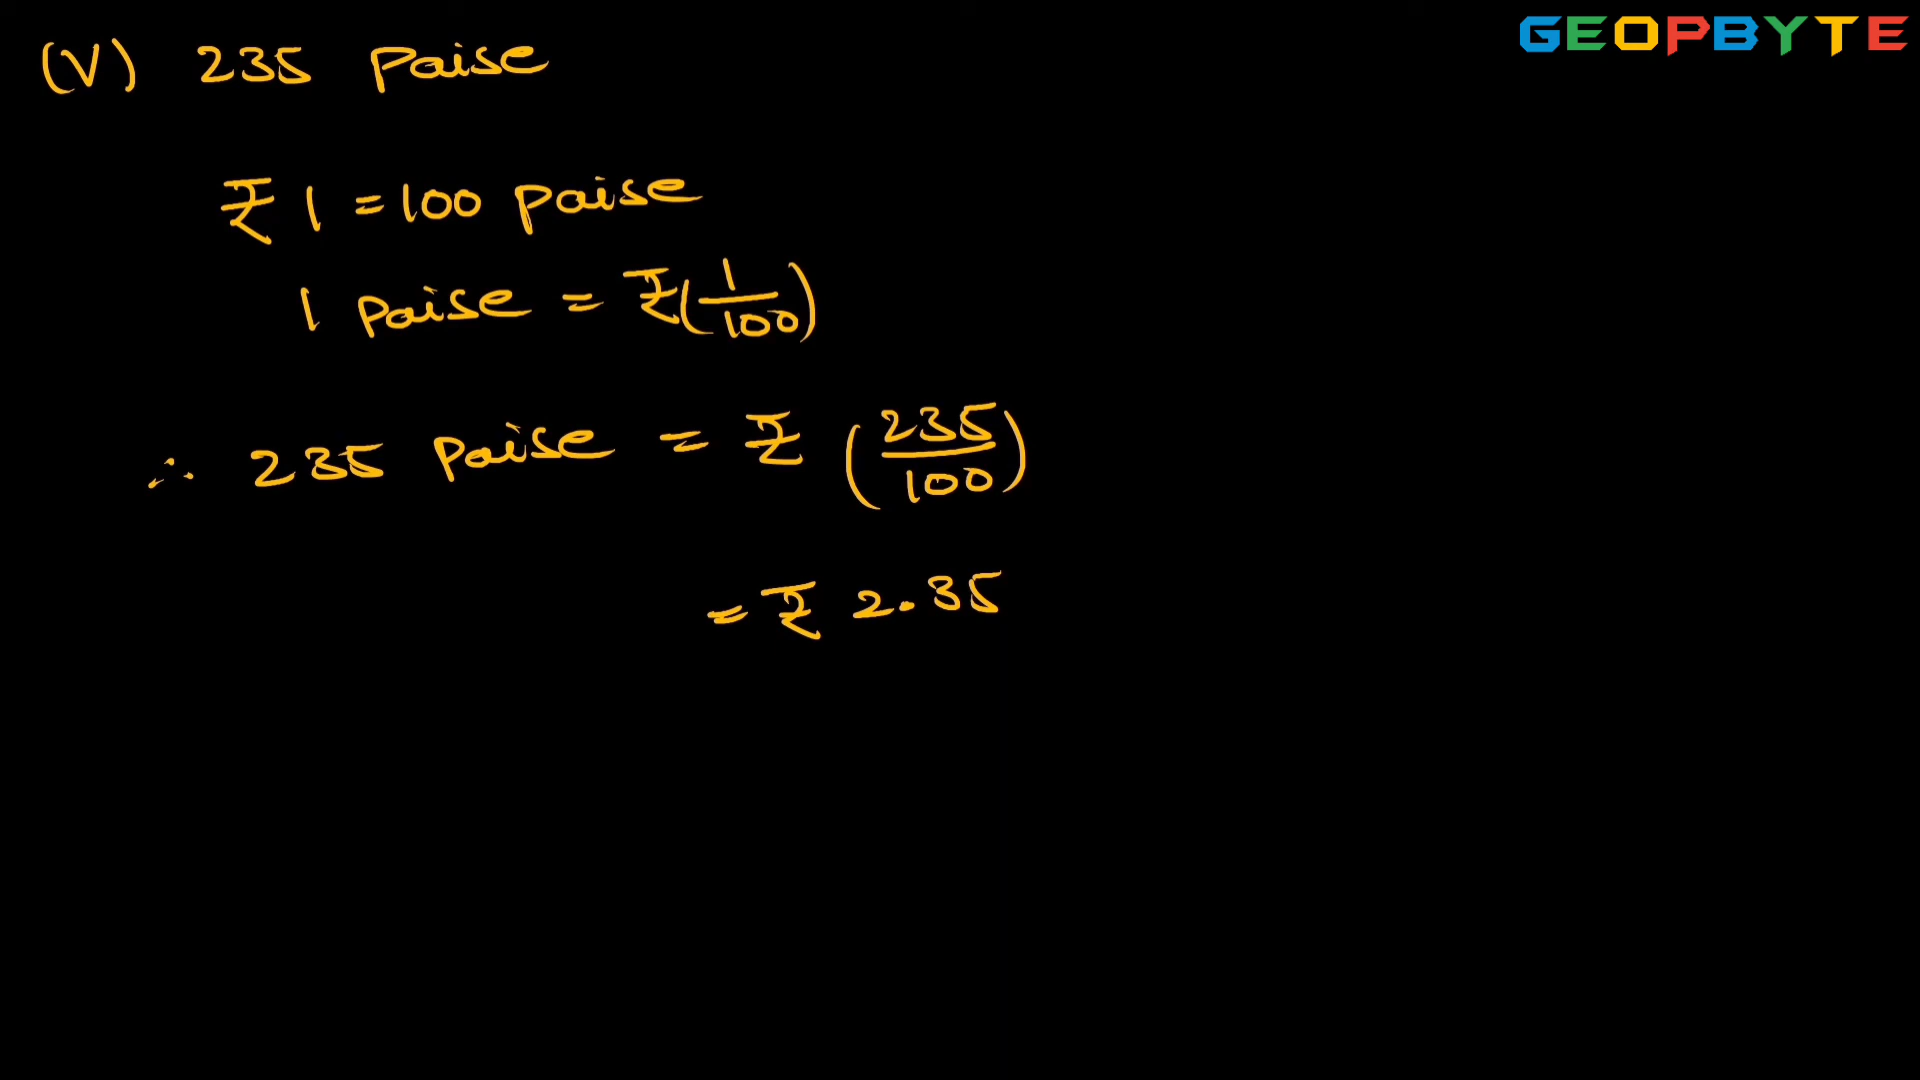 (V) 235 Paise
GEOPBYTE
₹ 1 = 100 paise
1 paise = ₹(1/100)
∴ 235 paise = ₹ (235/100)
= ₹ 2.35